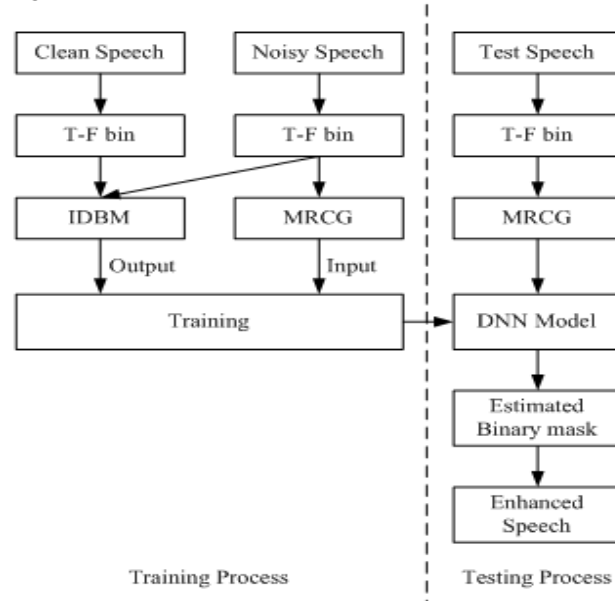 Clean Speech
Noisy Speech
Test Speech
T-F bin
T-F bin
T-F bin
IDBM
MRCG
MRCG
Output
Input
Training
DNN Model
Estimated
Binary mask
Enhanced
Speech
Training Process
Testing Process